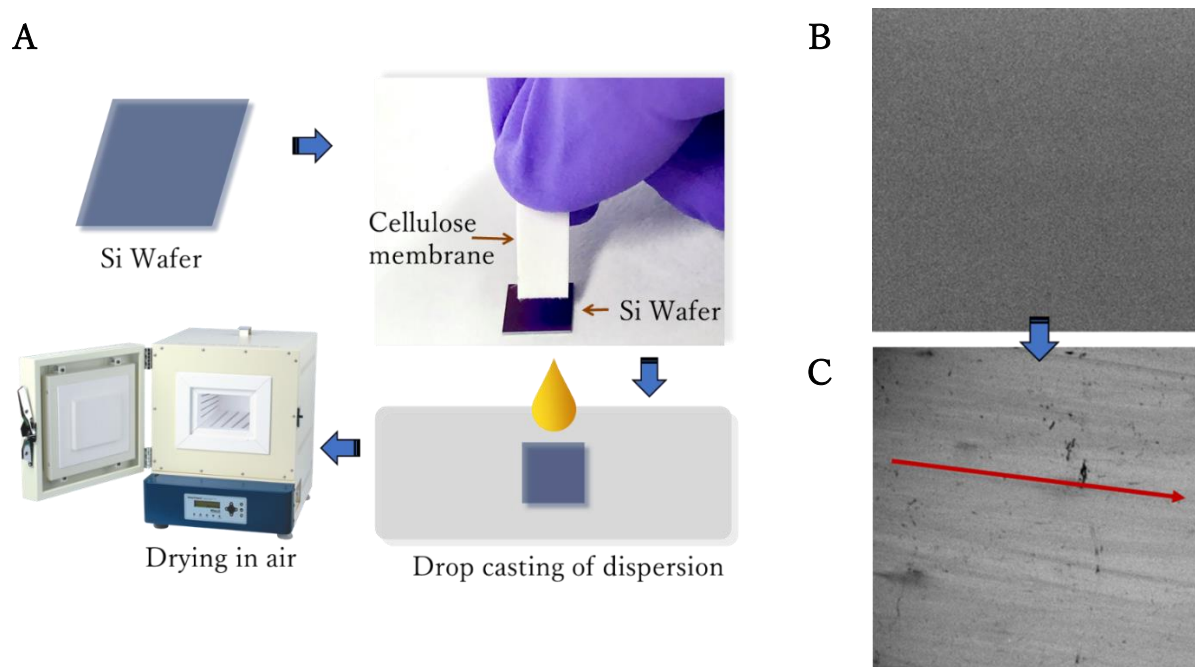 A
B
Si Wafer
Cellulose
membrane
Si Wafer
C
Drying in air
Drop casting of dispersion